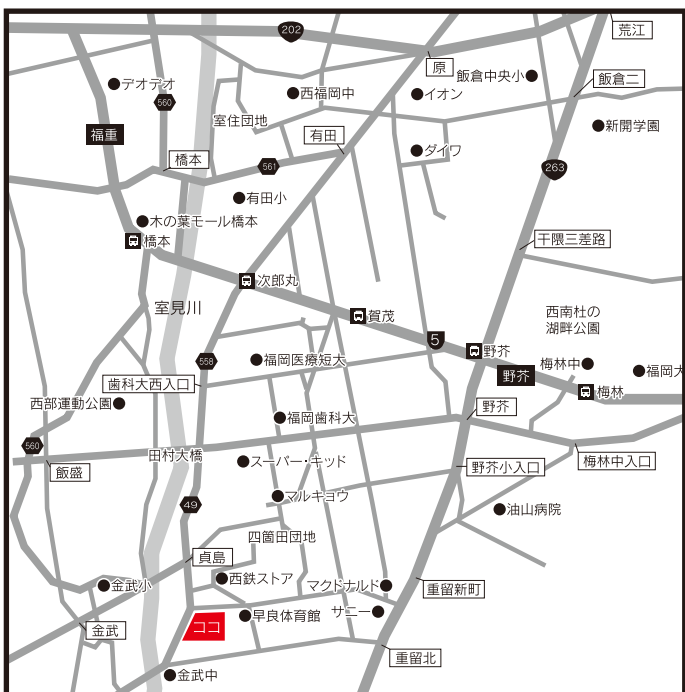 202
荒江
原
飯倉中央小
デオデオ
560
西福岡中
イオン
飯倉二
室住団地
福重
有田
新開学園
ダイワ
橋本
561
263
有田小
木の葉モール橋本
橋本
干隈三差路
次郎丸
室見川
賀茂
西南杜の
湖畔公園
5
野芥
558
福岡医療短大
梅林中
福岡大
野芥
歯科大西入口
梅林
西部運動公園
福岡歯科大
野芥
560
田村大橋
飯盛
スーパー・キッド
野芥小入口
梅林中入口
マルキョウ
49
油山病院
四箇田団地
貞島
西鉄ストア
金武小
マクドナルド
重留新町
早良体育館
サニー
ココ
金武
重留北
金武中